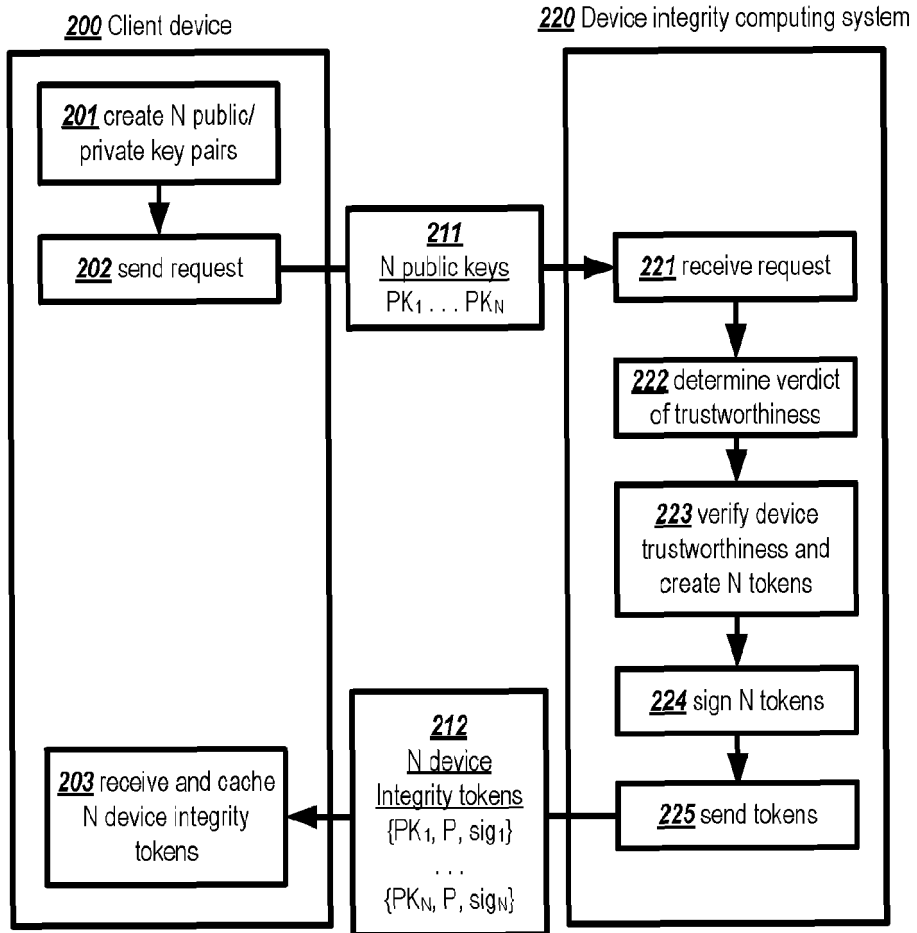 200 Client device
220 Device integrity computing system
201 create N public/
private key pairs
202 send request
211
N public keys
PK₁ . . . PKN
221 receive request
222 determine verdict
of trustworthiness
223 verify device
trustworthiness and
create N tokens
224 sign N tokens
225 send tokens
212
N device
Integrity tokens
{PK₁, P, sig₁}
. . .
{PKN, P, sigN}
203 receive and cache
N device integrity
tokens